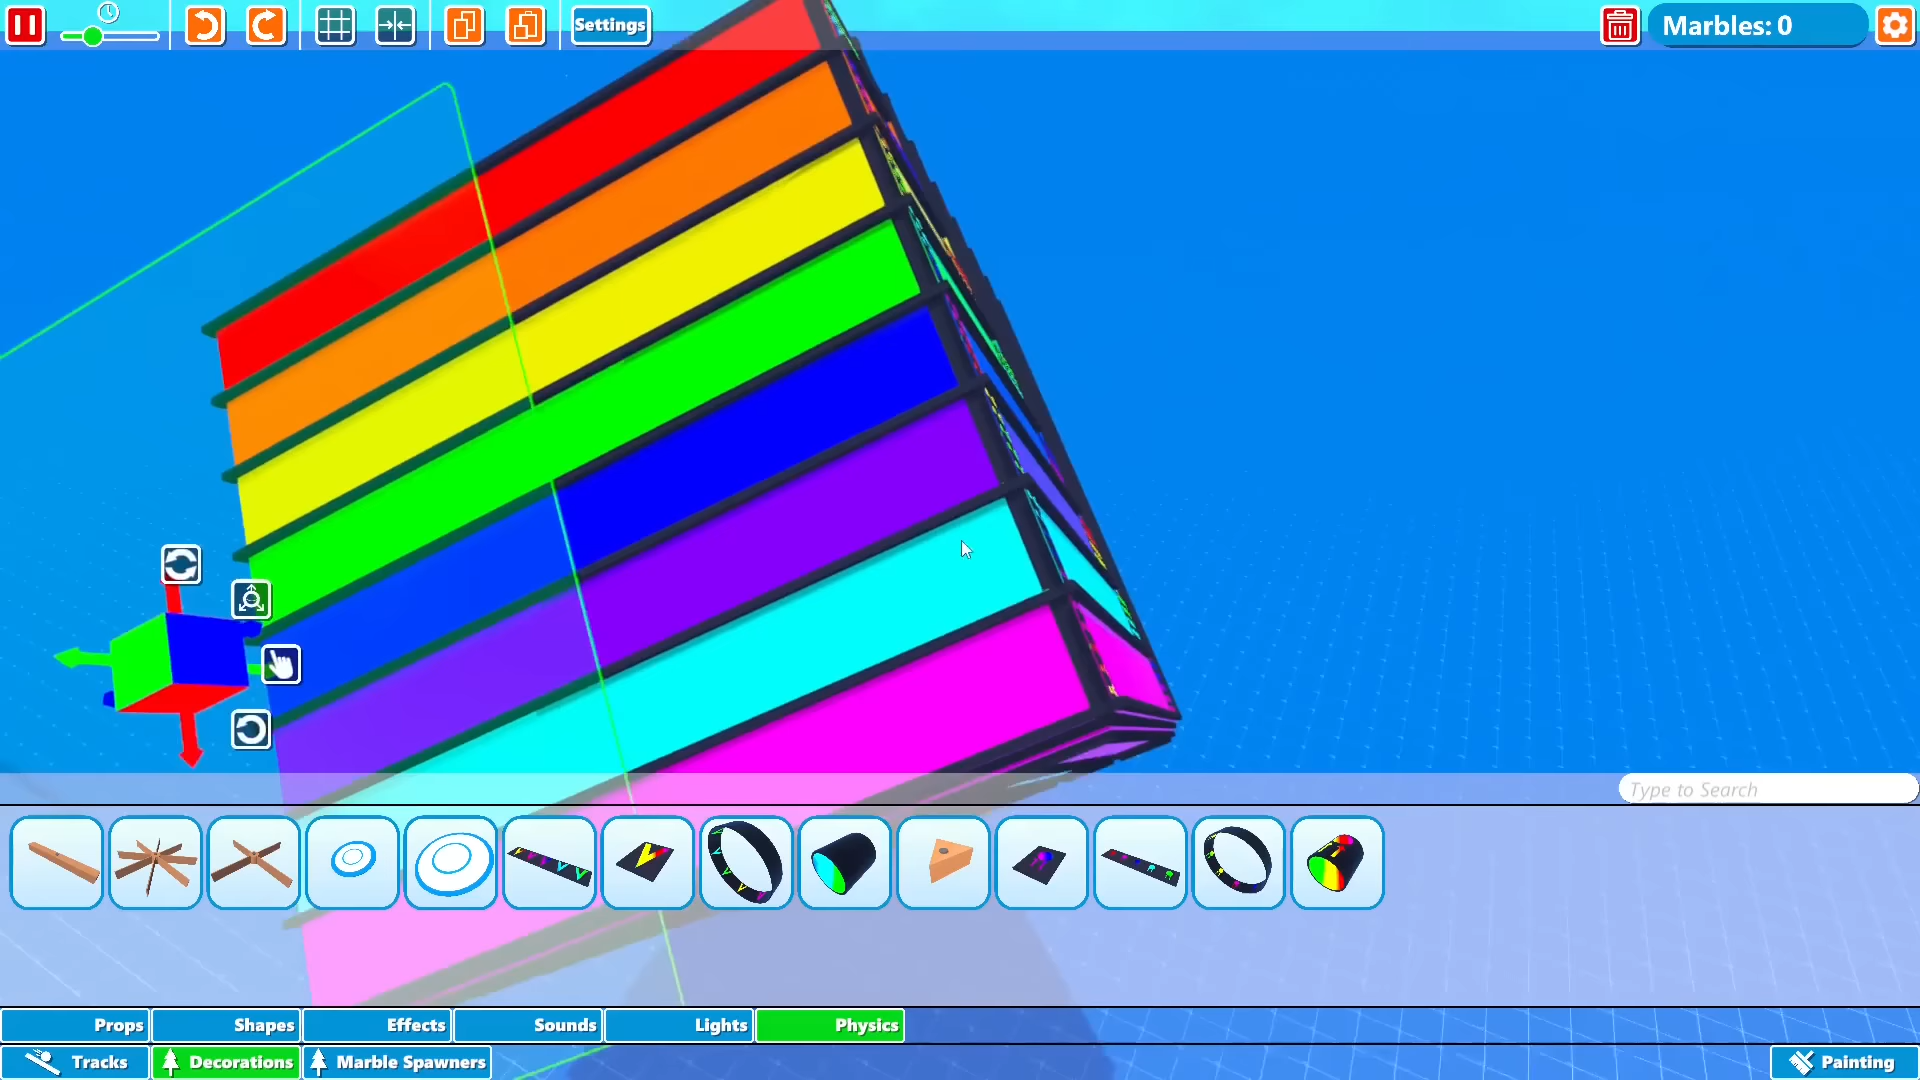 Settings
Marbles: 0
Type to Search
Props
Shapes
Effects
Sounds
Lights
Physics
Tracks
Decorations
Marble Spawners
Painting